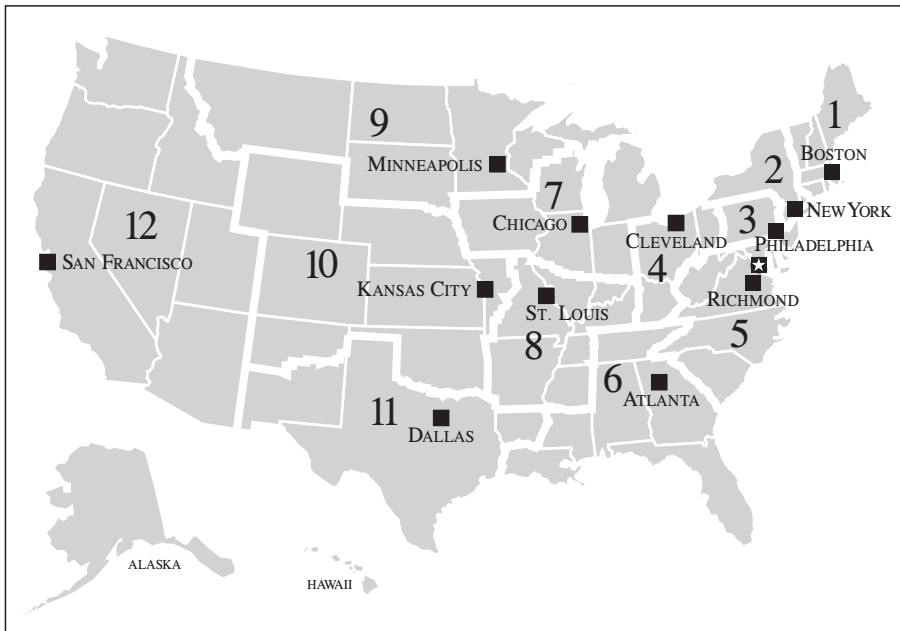 1
9
BOSTON
MINNEAPOLIS
2
7
NEW YORK
12
CHICAGO
3
CLEVELAND
PHILADELPHIA
10
4
SAN FRANCISCO
KANSAS CITY
RICHMOND
ST. LOUIS
5
8
6
ATLANTA
11
DALLAS
ALASKA
HAWAII